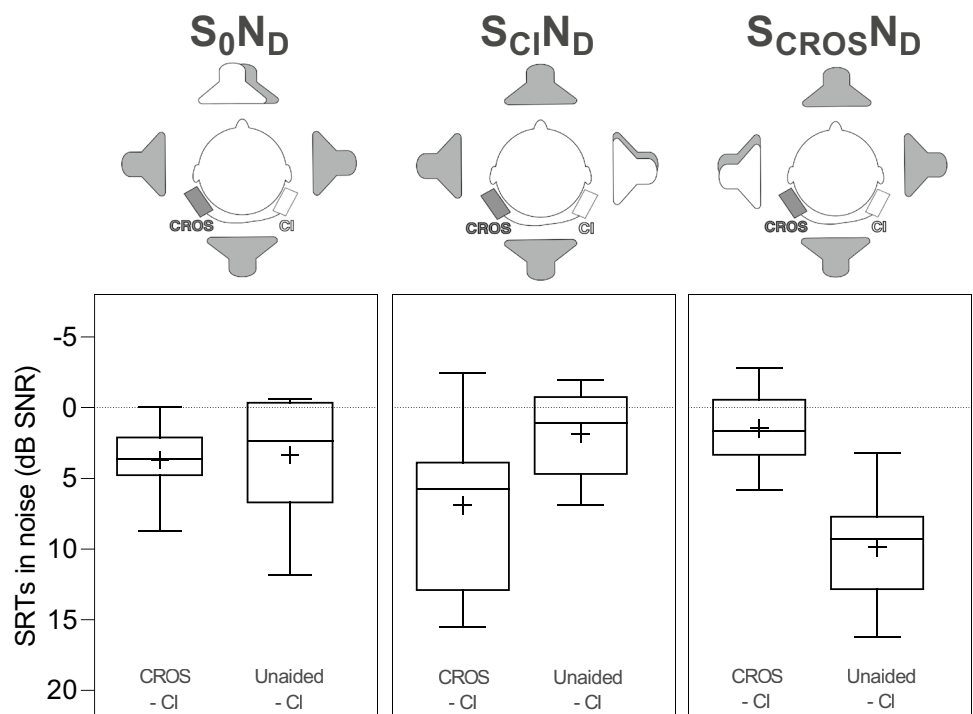 S0ND
SCIND
SCROSND
CROS
CI
CROS
CI
CROS
CI
SRTs in noise (dB SNR)
-5
0
5
10
15
20
CROS
- CI
Unaided
- CI
CROS
- CI
Unaided
- CI
CROS
- CI
Unaided
- CI